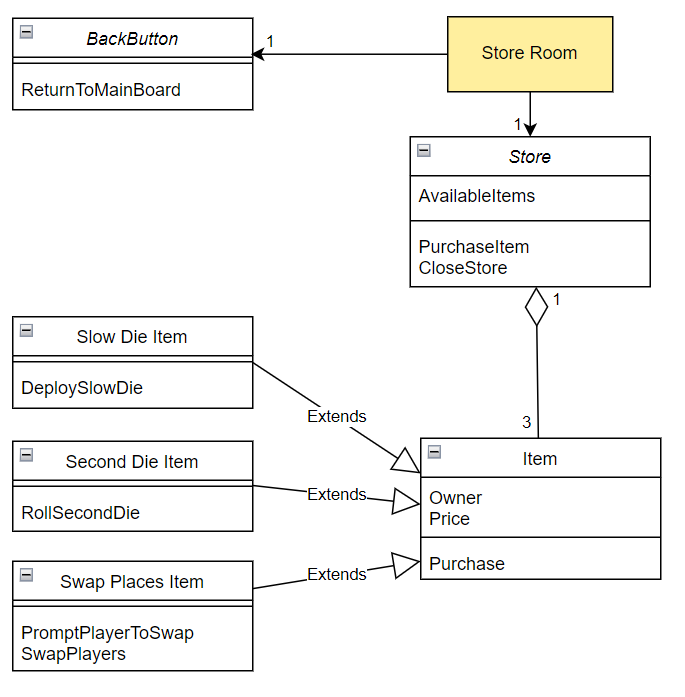 BackButton
ReturnToMainBoard
1
Store Room
1
Store
AvailableItems
PurchaseItem
CloseStore
1
3
Slow Die Item
DeploySlowDie
Extends
Second Die Item
RollSecondDie
Extends
Swap Places Item
PromptPlayerToSwap
SwapPlayers
Extends
Item
Owner
Price
Purchase